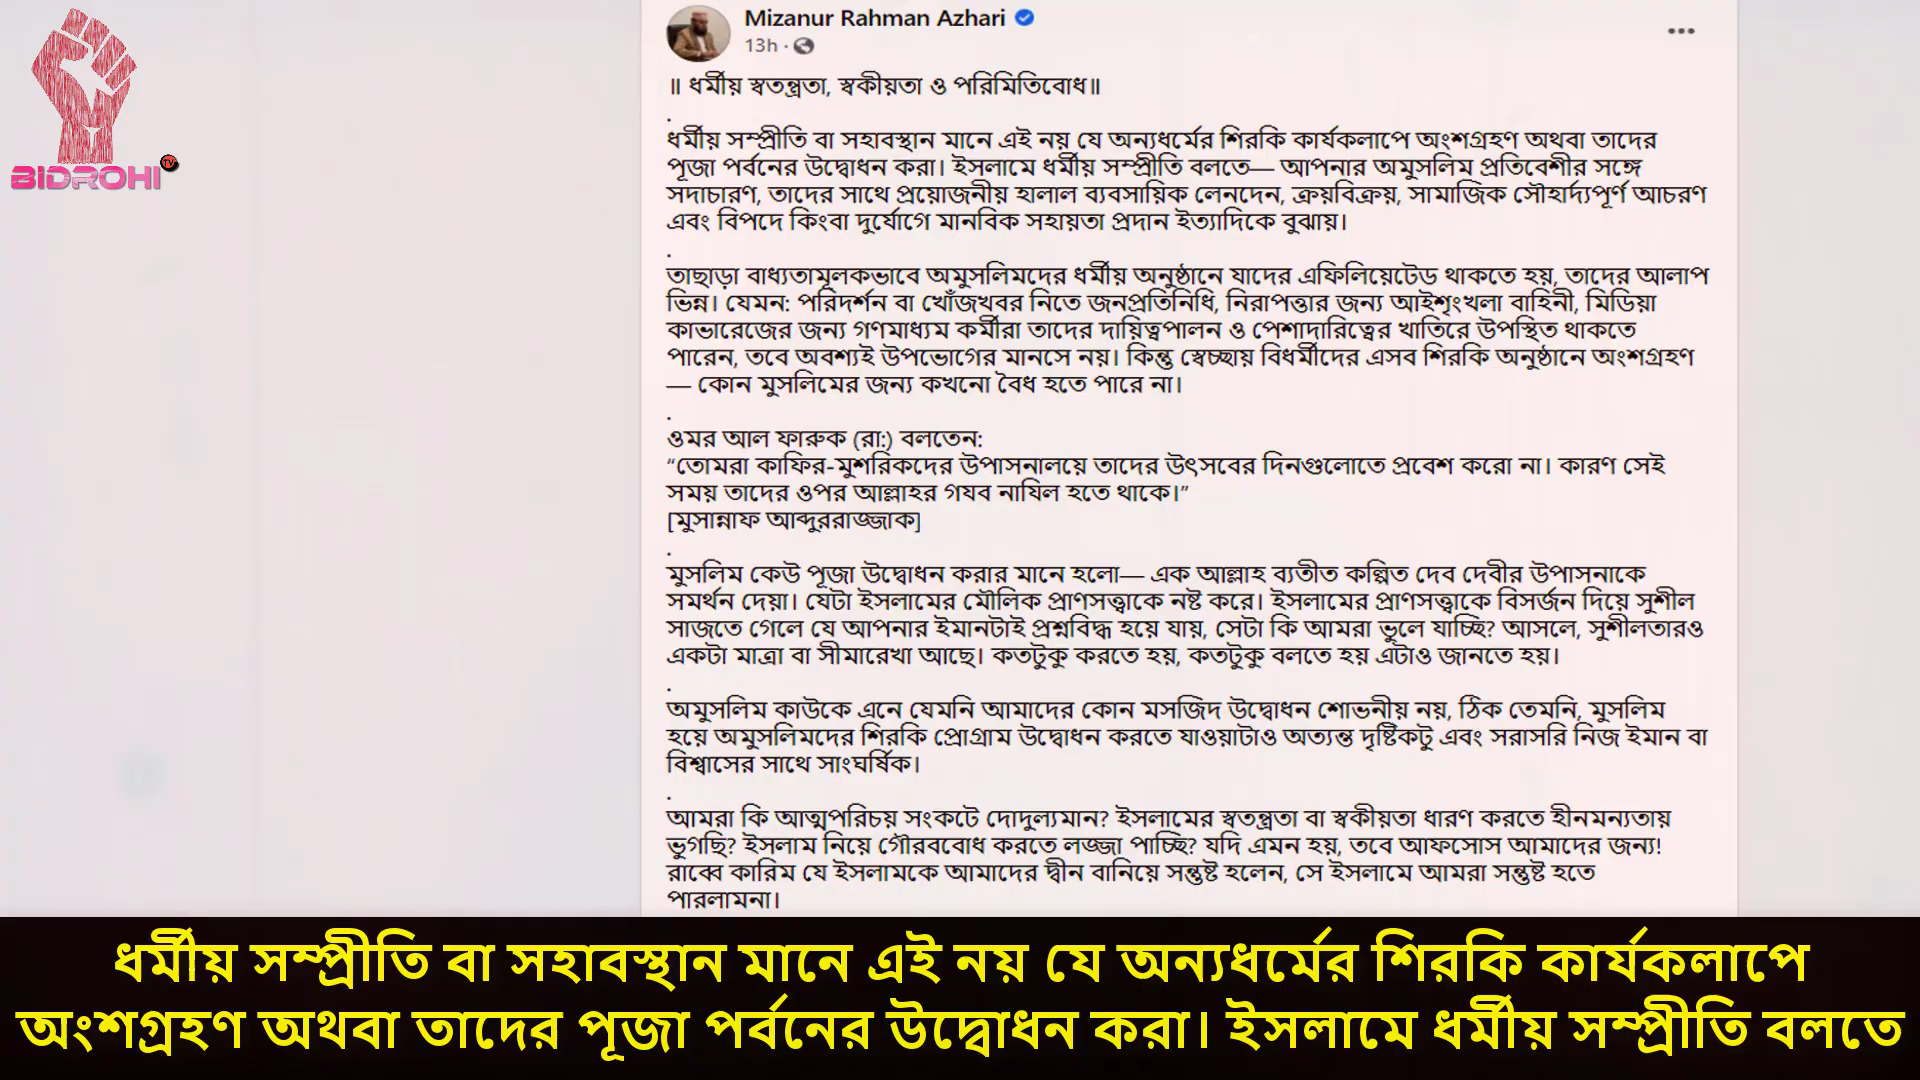 BIDROHI
TV
Mizanur Rahman Azhari
13h ·
॥ ধর্মীয় স্বতন্ত্রতা, স্বকীয়তা ও পরিমিতিবোধ॥
.
ধর্মীয় সম্প্রীতি বা সহাবস্থান মানে এই নয় যে অন্যধর্মের শিরকি কার্যকলাপে অংশগ্রহণ অথবা তাদের
পূজা পর্বনের উদ্বোধন করা। ইসলামে ধর্মীয় সম্প্রীতি বলতে— আপনার অমুসলিম প্রতিবেশীর সঙ্গে
সদাচারণ, তাদের সাথে প্রয়োজনীয় হালাল ব্যবসায়িক লেনদেন, ক্রয়বিক্রয়, সামাজিক সৌহার্দ্যপূর্ণ আচরণ
এবং বিপদে কিংবা দুর্যোগে মানবিক সহায়তা প্রদান ইত্যাদিকে বুঝায়।
.
তাছাড়া বাধ্যতামূলকভাবে অমুসলিমদের ধর্মীয় অনুষ্ঠানে যাদের এফিলিয়েটেড থাকতে হয়, তাদের আলাপ
ভিন্ন। যেমন: পরিদর্শন বা খোঁজখবর নিতে জনপ্রতিনিধি, নিরাপত্তার জন্য আইশৃংখলা বাহিনী, মিডিয়া
কাভারেজের জন্য গণমাধ্যম কর্মীরা তাদের দায়িত্বপালন ও পেশাদারিত্বের খাতিরে উপস্থিত থাকতে
পারেন, তবে অবশ্যই উপভোগের মানসে নয়। কিন্তু স্বেচ্ছায় বিধর্মীদের এসব শিরকি অনুষ্ঠানে অংশগ্রহণ
— কোন মুসলিমের জন্য কখনো বৈধ হতে পারে না।
.
ওমর আল ফারুক (রা:) বলতেন:
“তোমরা কাফির-মুশরিকদের উপাসনালয়ে তাদের উৎসবের দিনগুলোতে প্রবেশ করো না। কারণ সেই
সময় তাদের ওপর আল্লাহর গযব নাযিল হতে থাকে।”
[মুসান্নাফ আব্দুররাজ্জাক]
.
মুসলিম কেউ পূজা উদ্বোধন করার মানে হলো— এক আল্লাহ ব্যতীত কল্পিত দেব দেবীর উপাসনাকে
সমর্থন দেয়া। যেটা ইসলামের মৌলিক প্রাণসত্ত্বাকে নষ্ট করে। ইসলামের প্রাণসত্ত্বাকে বিসর্জন দিয়ে সুশীল
সাজতে গেলে যে আপনার ইমানটাই প্রশ্নবিদ্ধ হয়ে যায়, সেটা কি আমরা ভুলে যাচ্ছি? আসলে, সুশীলতারও
একটা মাত্রা বা সীমারেখা আছে। কতটুকু করতে হয়, কতটুকু বলতে হয় এটাও জানতে হয়।
.
অমুসলিম কাউকে এনে যেমনি আমাদের কোন মসজিদ উদ্বোধন শোভনীয় নয়, ঠিক তেমনি, মুসলিম
হয়ে অমুসলিমদের শিরকি প্রোগ্রাম উদ্বোধন করতে যাওয়াটাও অত্যন্ত দৃষ্টিকটু এবং সরাসরি নিজ ইমান বা
বিশ্বাসের সাথে সাংঘর্ষিক।
.
আমরা কি আত্মপরিচয় সংকটে দোদুল্যমান? ইসলামের স্বতন্ত্রতা বা স্বকীয়তা ধারণ করতে হীনমন্যতায়
ভুগছি? ইসলাম নিয়ে গৌরববোধ করতে লজ্জা পাচ্ছি? যদি এমন হয়, তবে আফসোস আমাদের জন্য!
রাব্বে কারিম যে ইসলামকে আমাদের দ্বীন বানিয়ে সন্তুষ্ট হলেন, সে ইসলামে আমরা সন্তুষ্ট হতে
পারলামনা।
ধর্মীয় সম্প্রীতি বা সহাবস্থান মানে এই নয় যে অন্যধর্মের শিরকি কার্যকলাপে
অংশগ্রহণ অথবা তাদের পূজা পর্বনের উদ্বোধন করা। ইসলামে ধর্মীয় সম্প্রীতি বলতে